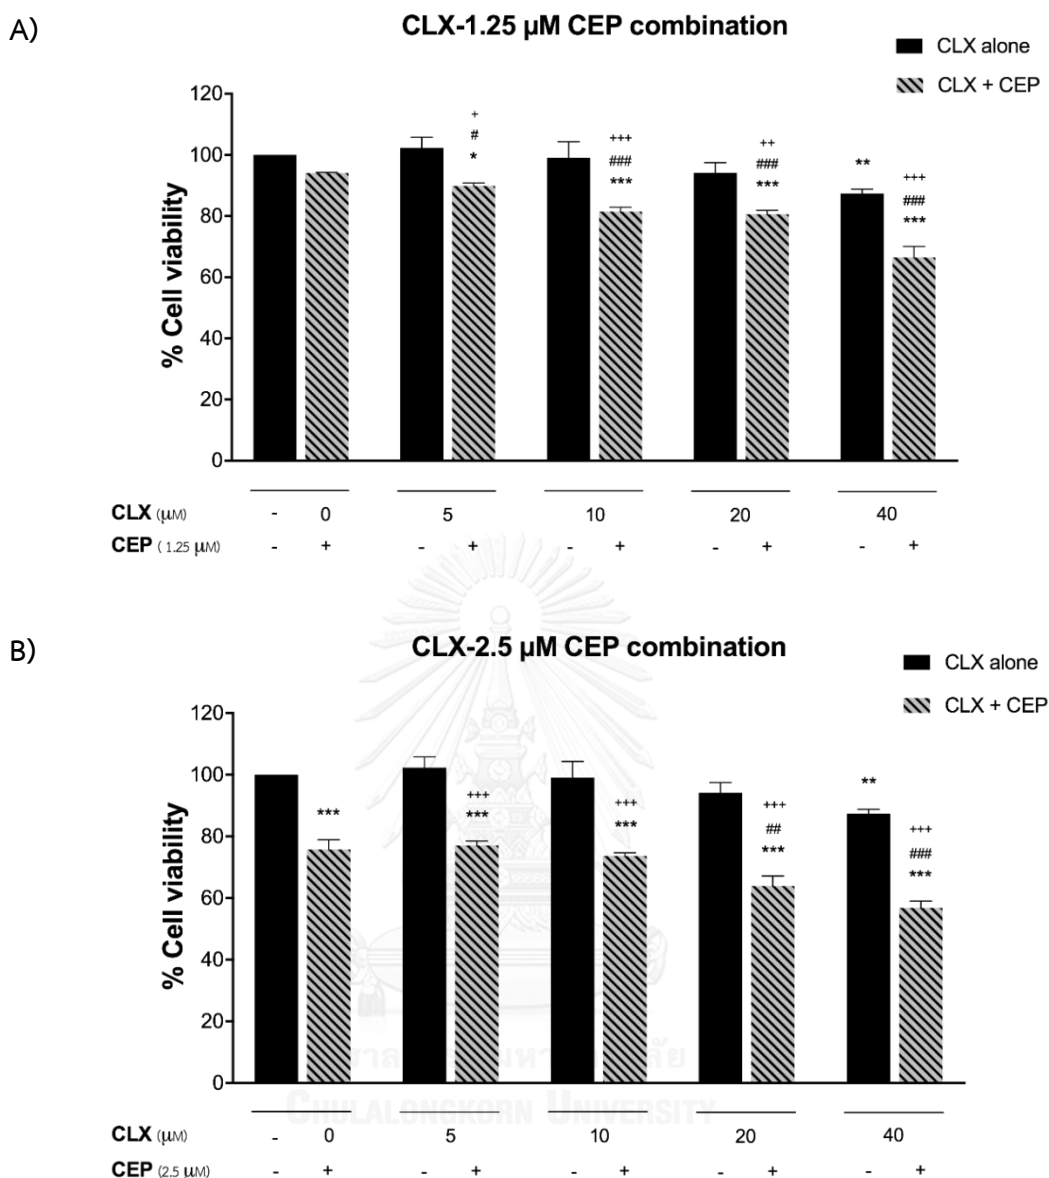 A)
CLX-1.25 µM CEP combination
CLX alone
CLX + CEP
% Cell viability
120
100
80
60
40
20
0
+
#
*
+++
###
***
++
###
***
**
+++
###
***
CLX (µM) - 0 5 10 20 40
CEP ( 1.25 µM) - + - + - + - + - +
B)
CLX-2.5 µM CEP combination
CLX alone
CLX + CEP
% Cell viability
120
100
80
60
40
20
0
***
+++
***
+++
***
+++
##
***
**
+++
###
***
CHULALONGKORN UNIVERSITY
CLX (µM) - 0 5 10 20 40
CEP (2.5 µM) - + - + - + - + - +